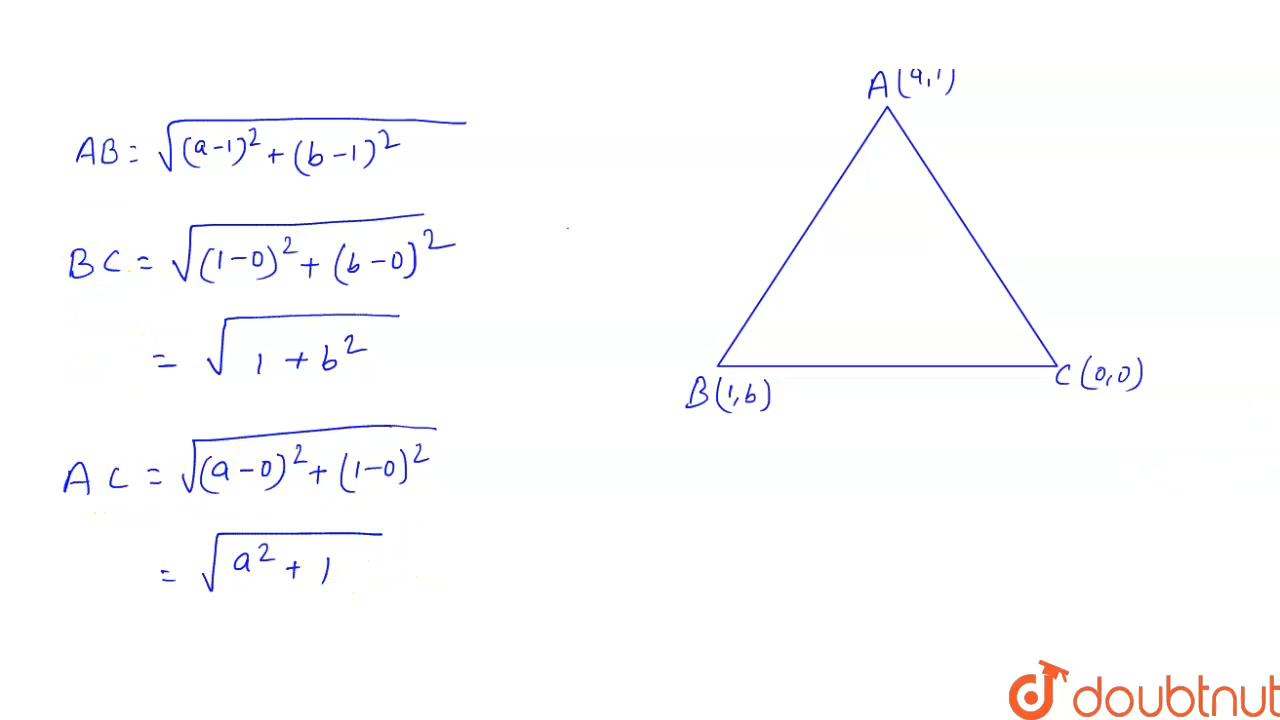 A(a,1)
AB = √(a-1)² + (b-1)²
BC = √(1-0)² + (b-0)²
= √1 + b²
B(1,b)
C(0,0)
AC = √(a-0)² + (1-0)²
= √a² + 1
doubtnut